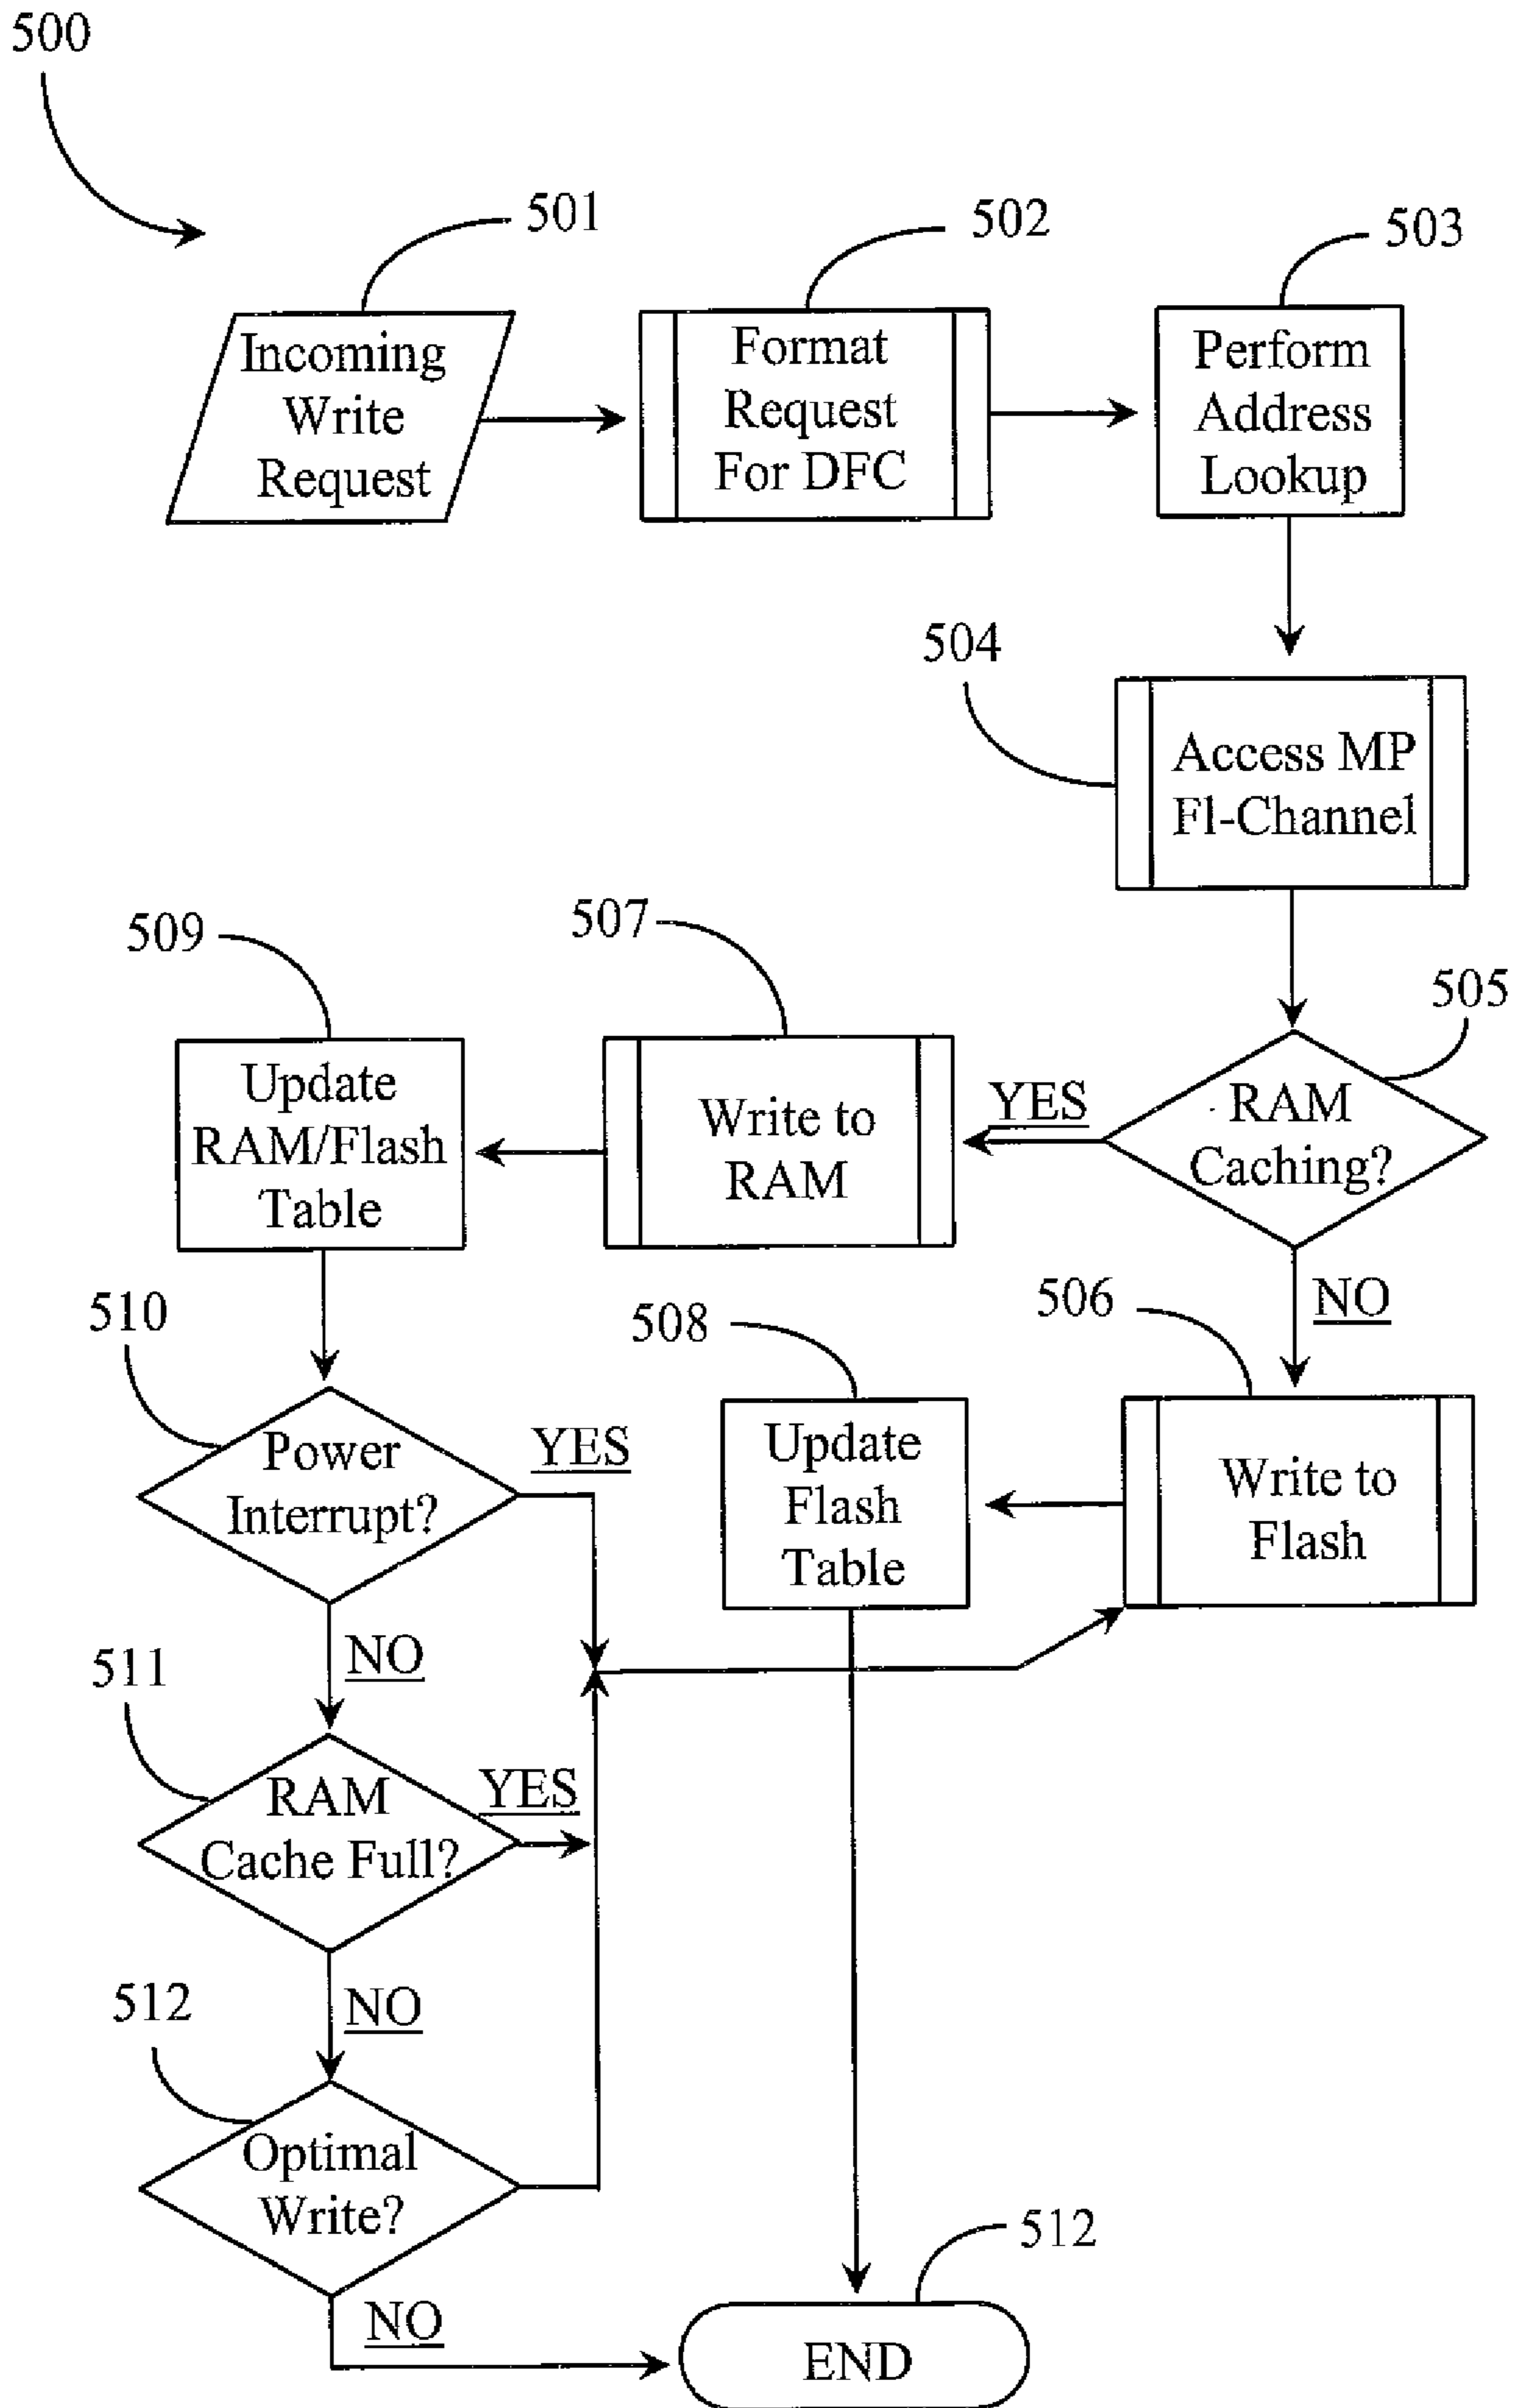 500
501
502
503
Incoming
Write
Request
Format
Request
For DFC
Perform
Address
Lookup
504
Access MP
Fl-Channel
509
507
505
Update
RAM/Flash
Table
Write to
RAM
YES
RAM
Caching?
NO
510
508
506
Power
Interrupt?
YES
Update
Flash
Table
Write to
Flash
NO
511
RAM
Cache Full?
YES
NO
512
Optimal
Write?
NO
512
END